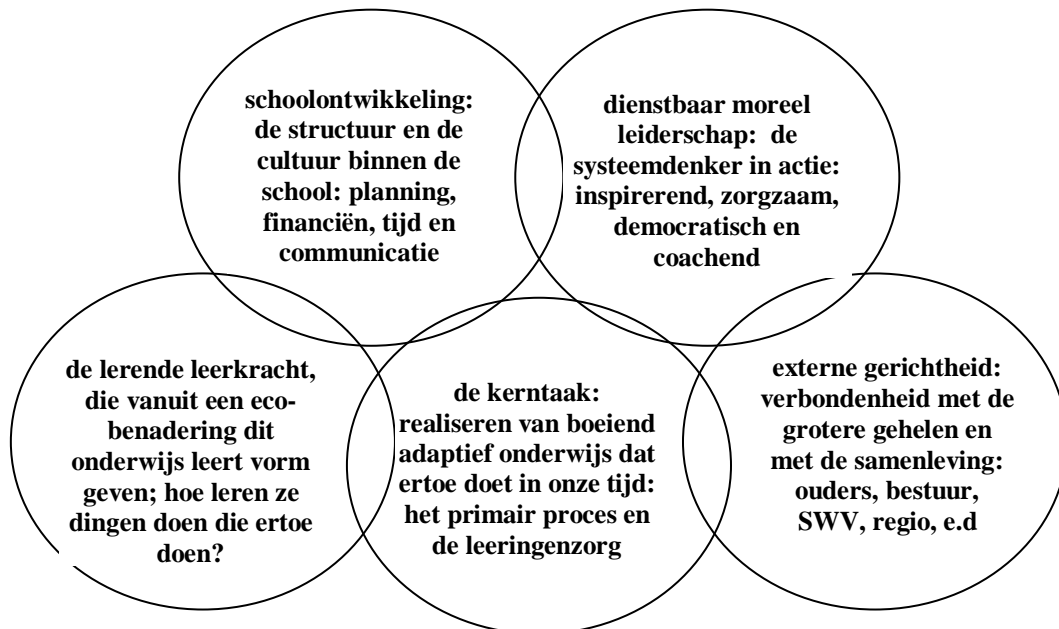 schoolontwikkeling:
de structuur en de
cultuur binnen de
school: planning,
financiën, tijd en
communicatie
dienstbaar moreel
leiderschap: de
systeemdenker in actie:
inspirerend, zorgzaam,
democratisch en
coachend
de lerende leerkracht,
die vanuit een eco-
benadering dit
onderwijs leert vorm
geven; hoe leren ze
dingen doen die ertoe
doen?
de kerntaak:
realiseren van boeiend
adaptief onderwijs dat
ertoe doet in onze tijd:
het primair proces en
de leeringenzorg
externe gerichtheid:
verbondenheid met de
grotere gehelen en
met de samenleving:
ouders, bestuur,
SWV, regio, e.d